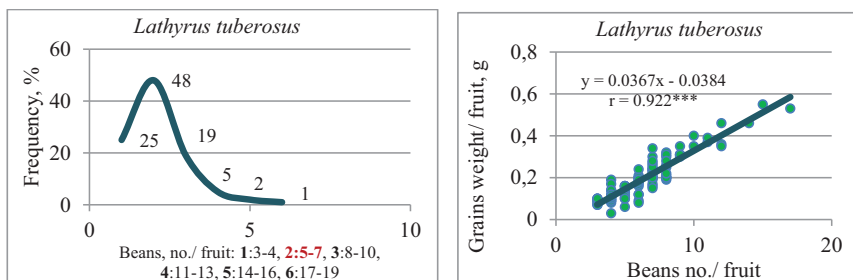 Lathyrus tuberosus
Frequency, %
60
40
20
0
48
25
19
5
2
1
0
5
10
Beans, no./ fruit: 1:3-4, 2:5-7, 3:8-10,
4:11-13, 5:14-16, 6:17-19
Lathyrus tuberosus
Grains weight/ fruit, g
0,8
0,6
0,4
0,2
0
y = 0.0367x - 0.0384
r = 0.922***
0
10
20
Beans no./ fruit